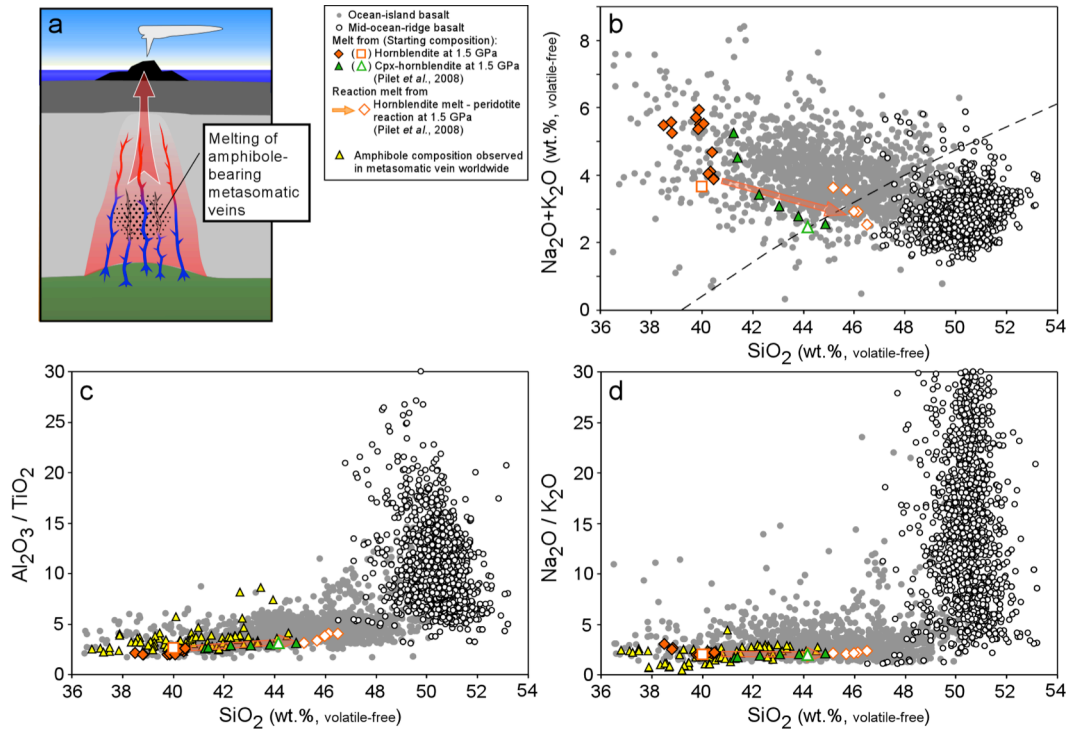 a
Melting of
amphibole-
bearing metasomatic
veins
Ocean-island basalt
Mid-ocean-ridge basalt
Melt from (Starting composition):
( ) Hornblendite at 1.5 GPa
( ) Cpx-hornblendite at 1.5 GPa
(Pilet et al., 2008)
Reaction melt from
Hornblendite melt - peridotite
reaction at 1.5 GPa
(Pilet et al., 2008)
Amphibole composition observed
in metasomatic vein worldwide
b
Na2O+K2O (wt.%, volatile-free)
8
6
4
2
0
36 38 40 42 44 46 48 50 52 54
SiO2 (wt.%, volatile-free)
c
Al2O3 / TiO2
30
25
20
15
10
5
0
36 38 40 42 44 46 48 50 52 54
SiO2 (wt.%, volatile-free)
d
Na2O / K2O
30
25
20
15
10
5
0
36 38 40 42 44 46 48 50 52 54
SiO2 (wt.%, volatile-free)